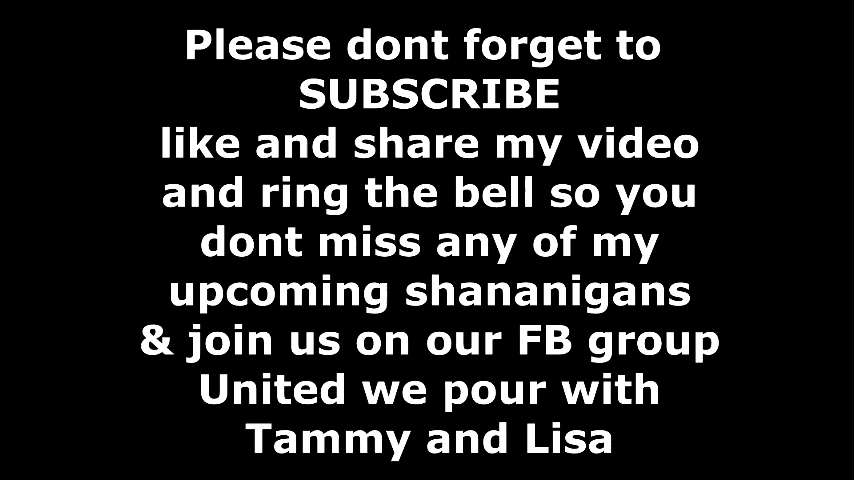 Please dont forget to
SUBSCRIBE
like and share my video
and ring the bell so you
dont miss any of my
upcoming shananigans
& join us on our FB group
United we pour with
Tammy and Lisa